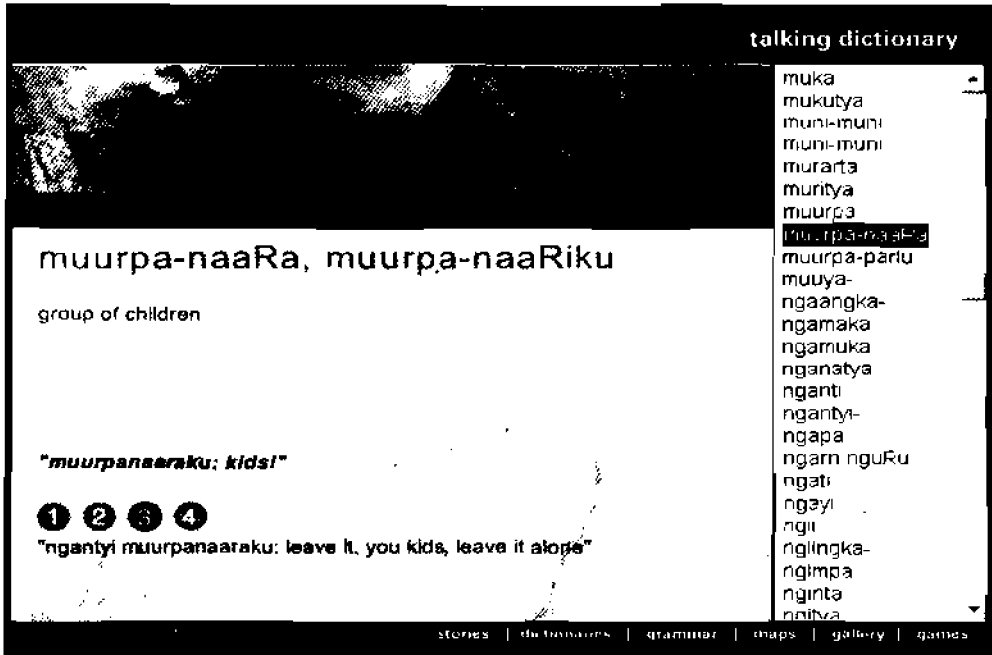 talking dictionary
muka
mukutya
muni-muni
muni-muni
murarta
muritya
muurpa
muurpa-naaRa
muurpa-parlu
muuya-
ngaangka-
ngamaka
ngamuka
nganatya
nganti
ngantyi-
ngapa
ngarn nguRu
ngati
ngayi
ngii
ngiingka-
ngimpa
nginta
ngitya
muurpa-naaRa, muurpa-naaRiku
group of children
"muurpanaaraku: kids!"
1 2 3 4
"ngantyi muurpanaaraku: leave it, you kids, leave it alone"
stories | dictionaries | grammar | maps | gallery | games